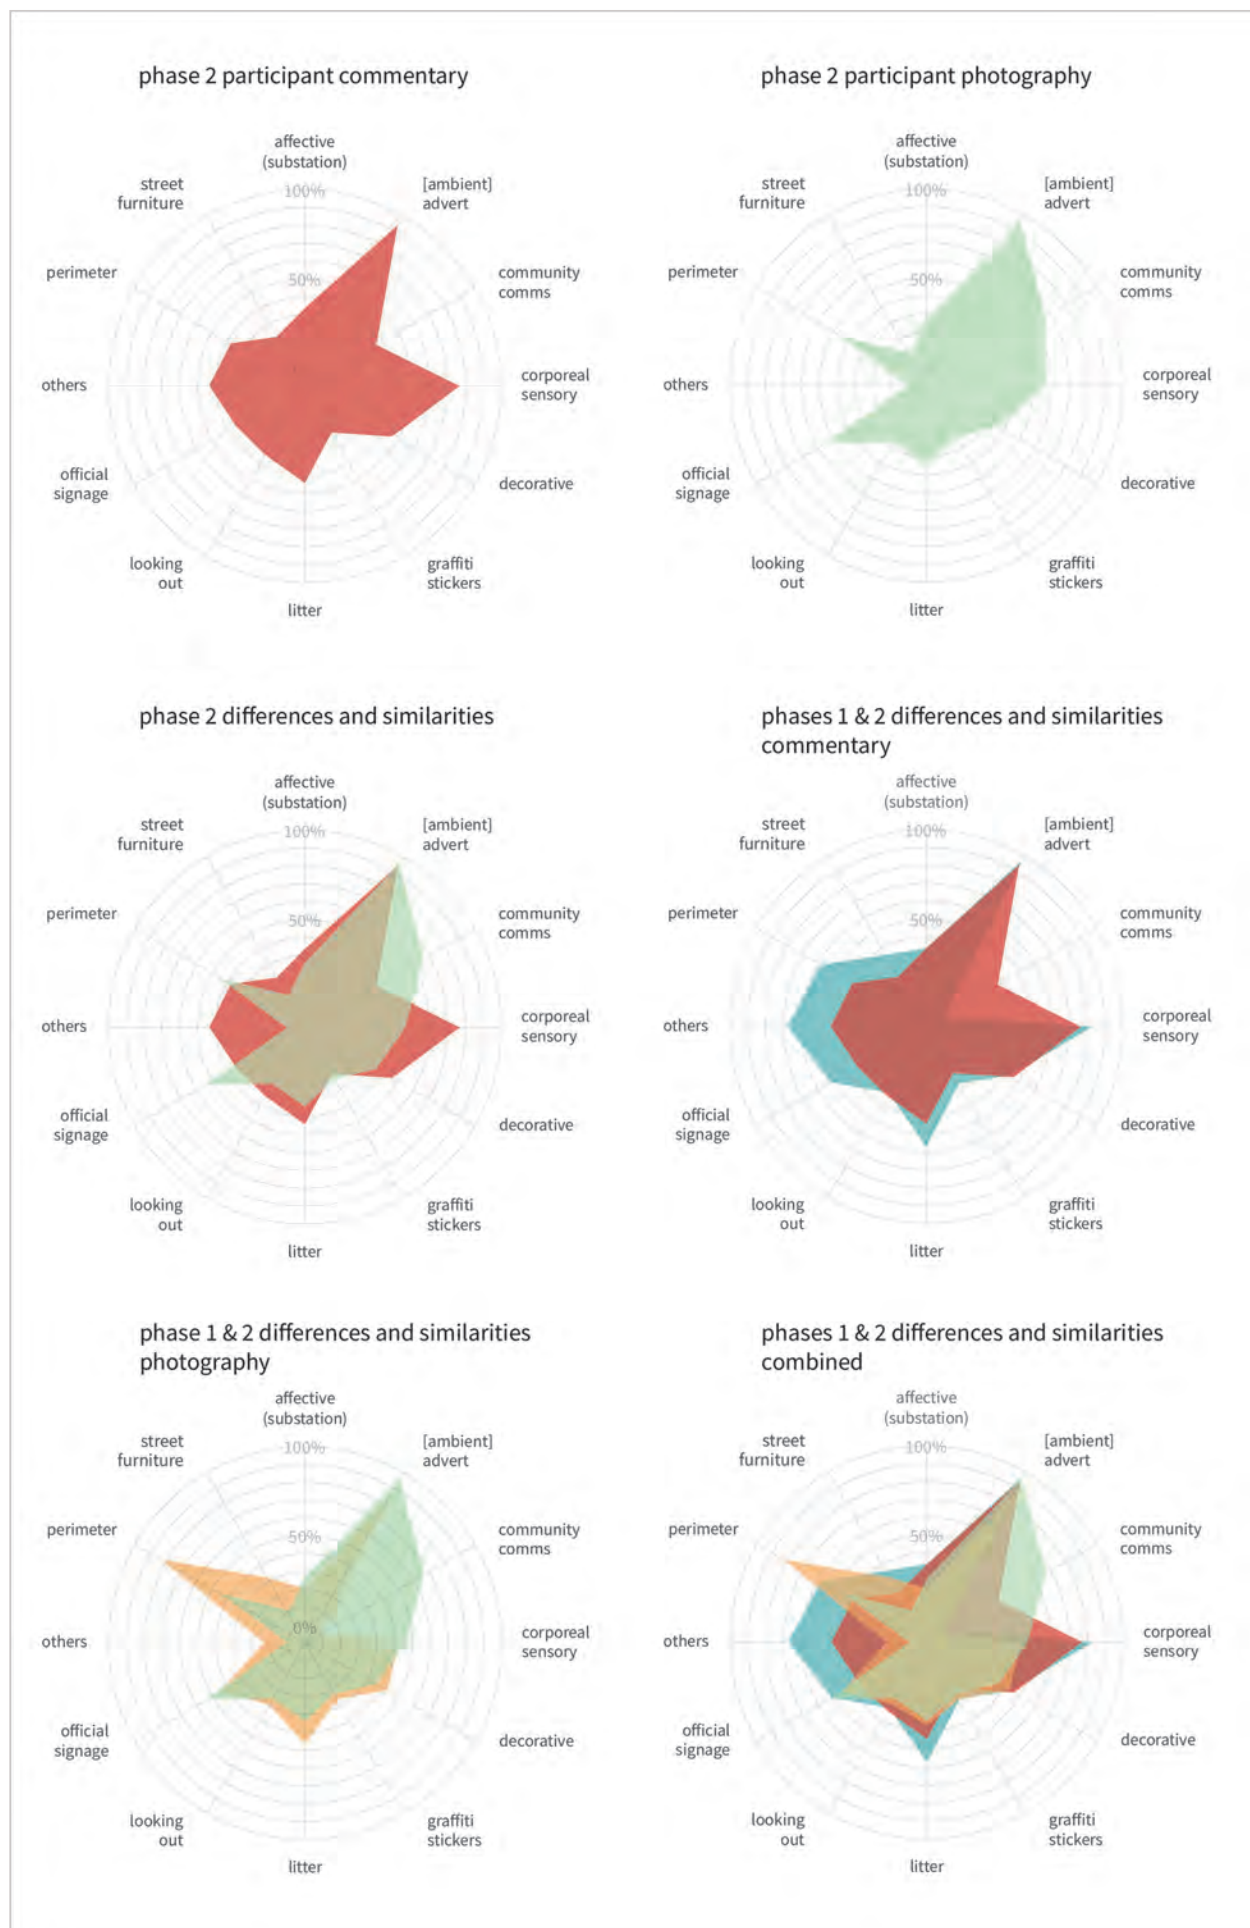 phase 2 participant commentary
affective
(substation)
100%
[ambient]
advert
50%
community
comms
corporeal
sensory
decorative
graffiti
stickers
litter
looking
out
official
signage
others
perimeter
street
furniture
phase 2 participant photography
affective
(substation)
100%
[ambient]
advert
50%
community
comms
corporeal
sensory
decorative
graffiti
stickers
litter
looking
out
official
signage
others
perimeter
street
furniture
phase 2 differences and similarities
affective
(substation)
100%
[ambient]
advert
50%
community
comms
corporeal
sensory
decorative
graffiti
stickers
litter
looking
out
official
signage
others
perimeter
street
furniture
phases 1 & 2 differences and similarities
commentary
affective
(substation)
100%
[ambient]
advert
50%
community
comms
corporeal
sensory
decorative
graffiti
stickers
litter
looking
out
official
signage
others
perimeter
street
furniture
phase 1 & 2 differences and similarities
photography
affective
(substation)
100%
[ambient]
advert
50%
community
comms
0%
corporeal
sensory
decorative
graffiti
stickers
litter
looking
out
official
signage
others
perimeter
street
furniture
phases 1 & 2 differences and similarities
combined
affective
(substation)
100%
[ambient]
advert
50%
community
comms
corporeal
sensory
decorative
graffiti
stickers
litter
looking
out
official
signage
others
perimeter
street
furniture